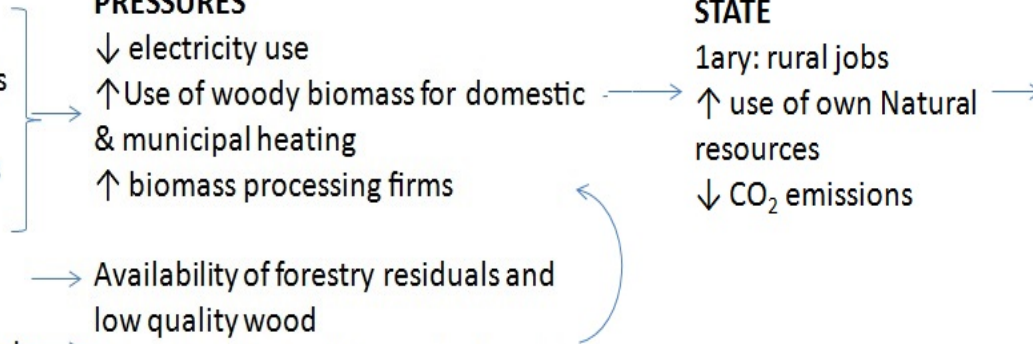 PRESSURES
↓ electricity use
↑Use of woody biomass for domestic
& municipal heating
↑ biomass processing firms
Availability of forestry residuals and
low quality wood
STATE
1ary: rural jobs
↑ use of own Natural
resources
↓ CO₂ emissions